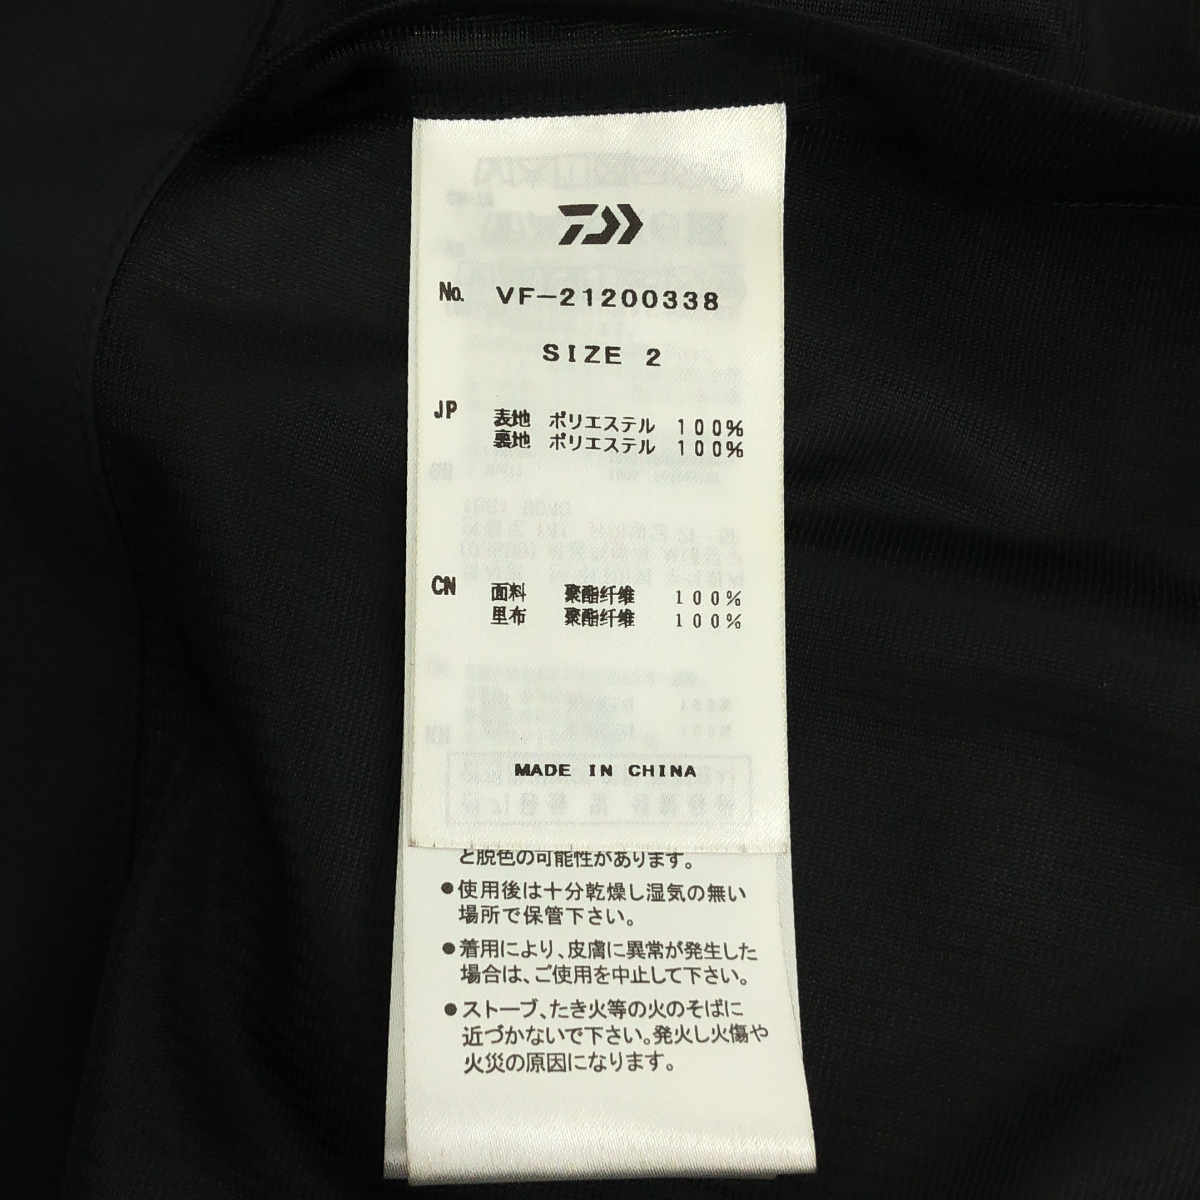 No. VF-21200338
SIZE 2
JP 表地 ポリエステル 100%
裏地 ポリエステル 100%
CN 面料 聚酯纤维 100%
里布 聚酯纤维 100%
MADE IN CHINA
と脱色の可能性があります。
●使用後は十分乾燥し湿気の無い
場所で保管下さい。
●着用により、皮膚に異常が発生した
場合は、ご使用を中止して下さい。
●ストーブ、たき火等の火のそばに
近づかないで下さい。発火し火傷や
火災の原因になります。